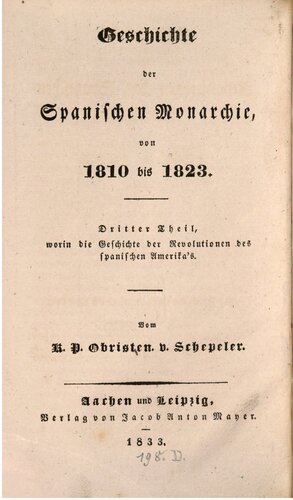 Geschichte
der
Spanischen Monarchie,
von
1810 bis 1823.
Dritter Theil,
worin die Geschichte der Revolutionen des
spanischen Amerika's.
Vom
K. P. Obristen v. Schepeler.
Aachen und Leipzig,
Verlag von Jacob Anton Mayer.
1833.
198. D.